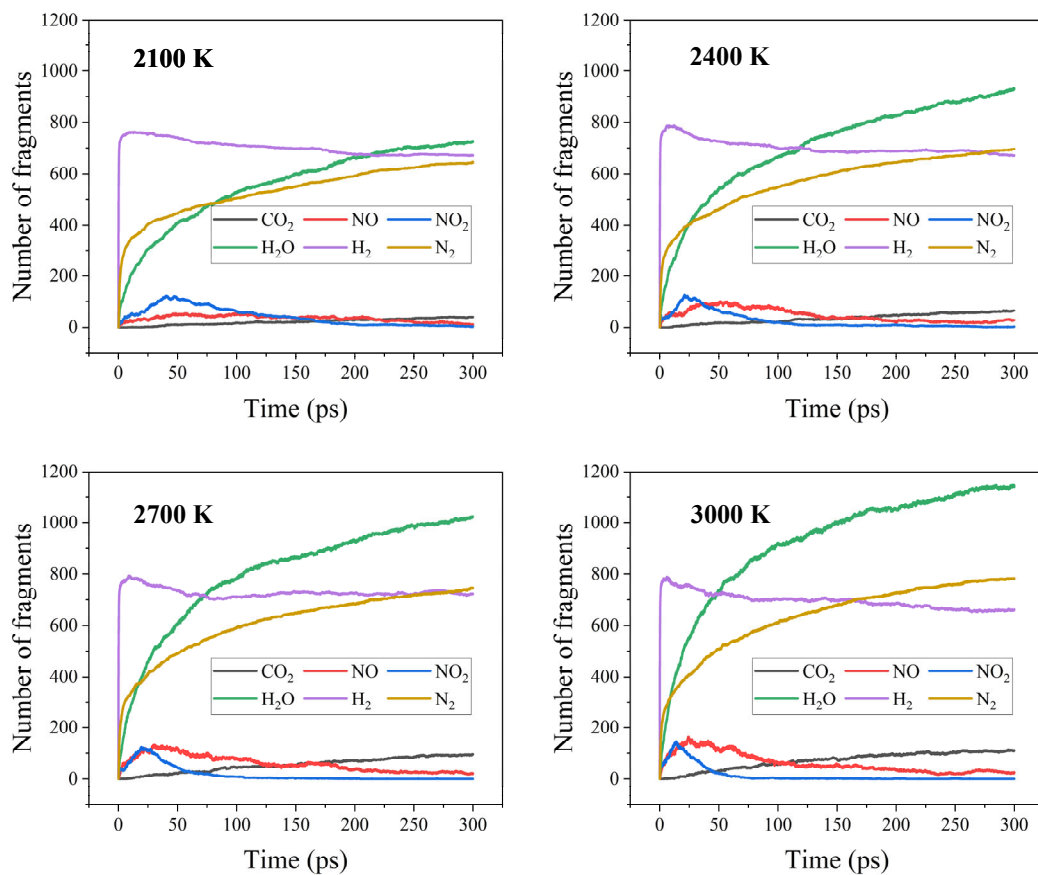 2100 K
Number of fragments
1200
1000
800
600
400
200
0
CO₂ NO NO₂
H₂O H₂ N₂
0 50 100 150 200 250 300
Time (ps)
2400 K
Number of fragments
1200
1000
800
600
400
200
0
CO₂ NO NO₂
H₂O H₂ N₂
0 50 100 150 200 250 300
Time (ps)
2700 K
Number of fragments
1200
1000
800
600
400
200
0
CO₂ NO NO₂
H₂O H₂ N₂
0 50 100 150 200 250 300
Time (ps)
3000 K
Number of fragments
1200
1000
800
600
400
200
0
CO₂ NO NO₂
H₂O H₂ N₂
0 50 100 150 200 250 300
Time (ps)